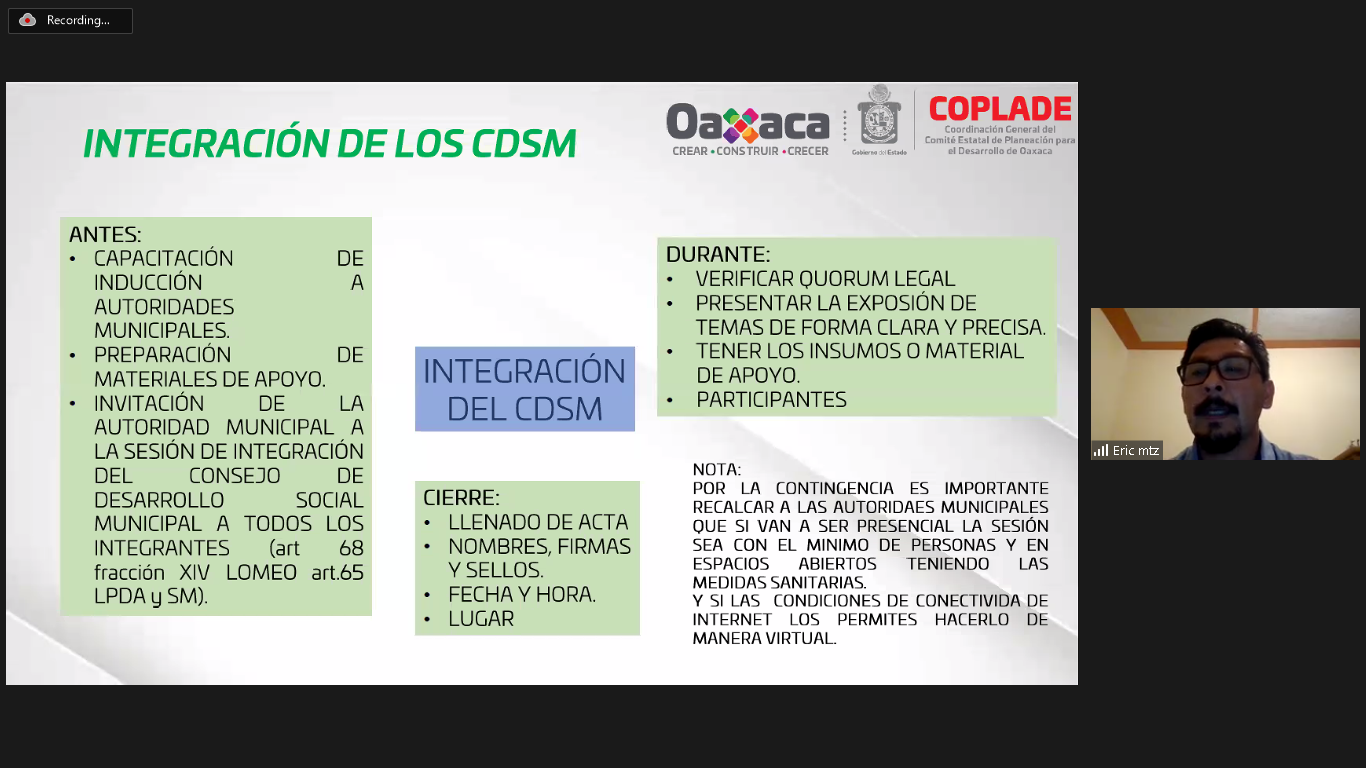 Recording...
INTEGRACIÓN DE LOS CDSM
Oaxaca
CREAR • CONSTRUIR • CRECER
Gobierno del Estado
COPLADE
Coordinación General del
Comité Estatal de Planeación para
el Desarrollo de Oaxaca
ANTES:
• CAPACITACIÓN DE
INDUCCIÓN A
AUTORIDADES
MUNICIPALES.
• PREPARACIÓN DE
MATERIALES DE APOYO.
• INVITACIÓN DE LA
AUTORIDAD MUNICIPAL A
LA SESIÓN DE INTEGRACIÓN
DEL CONSEJO DE
DESARROLLO SOCIAL
MUNICIPAL A TODOS LOS
INTEGRANTES (art 68
fracción XIV LOMEO art.65
LPDA y SM).
INTEGRACIÓN
DEL CDSM
CIERRE:
• LLENADO DE ACTA
• NOMBRES, FIRMAS
Y SELLOS.
• FECHA Y HORA.
• LUGAR
DURANTE:
• VERIFICAR QUORUM LEGAL
• PRESENTAR LA EXPOSIÓN DE
TEMAS DE FORMA CLARA Y PRECISA.
• TENER LOS INSUMOS O MATERIAL
DE APOYO.
• PARTICIPANTES
NOTA:
POR LA CONTINGENCIA ES IMPORTANTE
RECALCAR A LAS AUTORIDAES MUNICIPALES
QUE SI VAN A SER PRESENCIAL LA SESIÓN
SEA CON EL MINIMO DE PERSONAS Y EN
ESPACIOS ABIERTOS TENIENDO LAS
MEDIDAS SANITARIAS.
Y SI LAS CONDICIONES DE CONECTIVIDA DE
INTERNET LOS PERMITES HACERLO DE
MANERA VIRTUAL.
Eric mtz